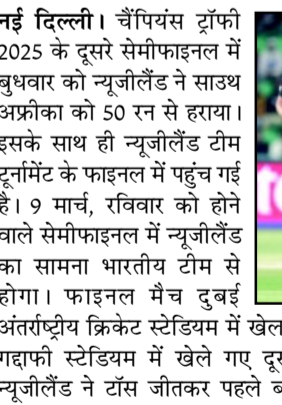 नई दिल्ली। चैंपियंस ट्रॉफी
2025 के दूसरे सेमीफाइनल में
बुधवार को न्यूजीलैंड ने साउथ
अफ्रीका को 50 रन से हराया।
इसके साथ ही न्यूजीलैंड टीम
टूर्नामेंट के फाइनल में पहुंच गई
है। 9 मार्च, रविवार को होने
वाले सेमीफाइनल में न्यूजीलैंड
का सामना भारतीय टीम से
होगा। फाइनल मैच दुबई
अंतर्राष्ट्रीय क्रिकेट स्टेडियम में खेल
गद्दाफी स्टेडियम में खेले गए दूस
न्यूजीलैंड ने टॉस जीतकर पहले ब